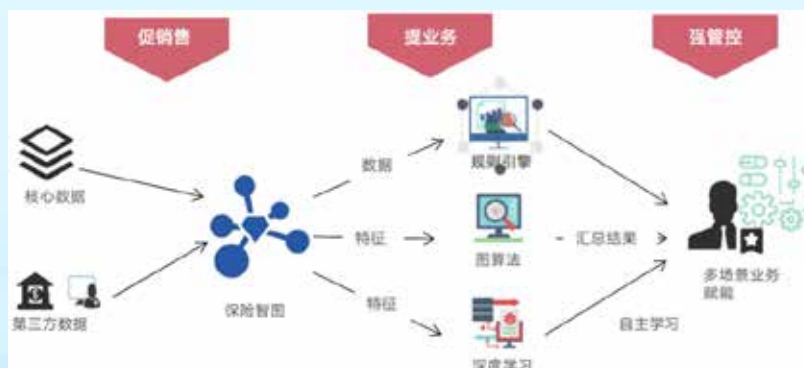 促销售
提业务
强管控
核心数据
第三方数据
保险智图
数据
特征
特征
规则引擎
图算法
深度学习
汇总结果
自主学习
多场景业务
赋能